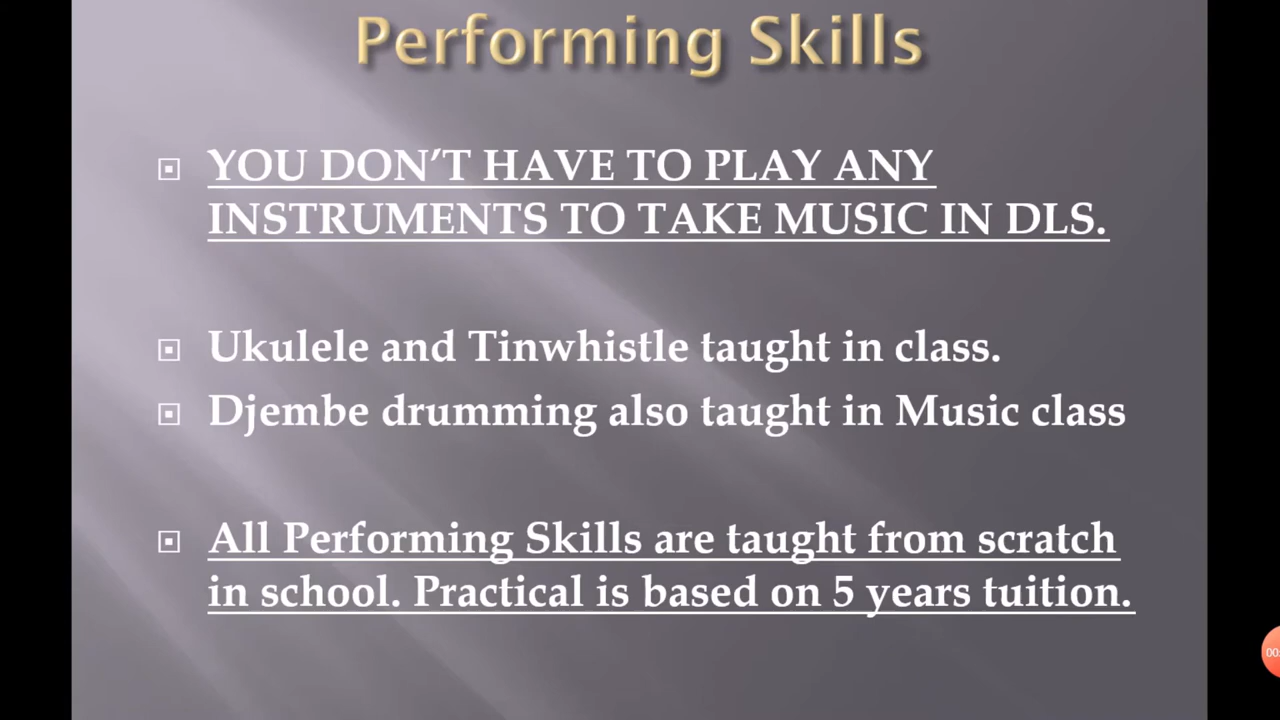 Performing Skills
YOU DON’T HAVE TO PLAY ANY
INSTRUMENTS TO TAKE MUSIC IN DLS.
Ukulele and Tinwhistle taught in class.
Djembe drumming also taught in Music class
All Performing Skills are taught from scratch
in school. Practical is based on 5 years tuition.